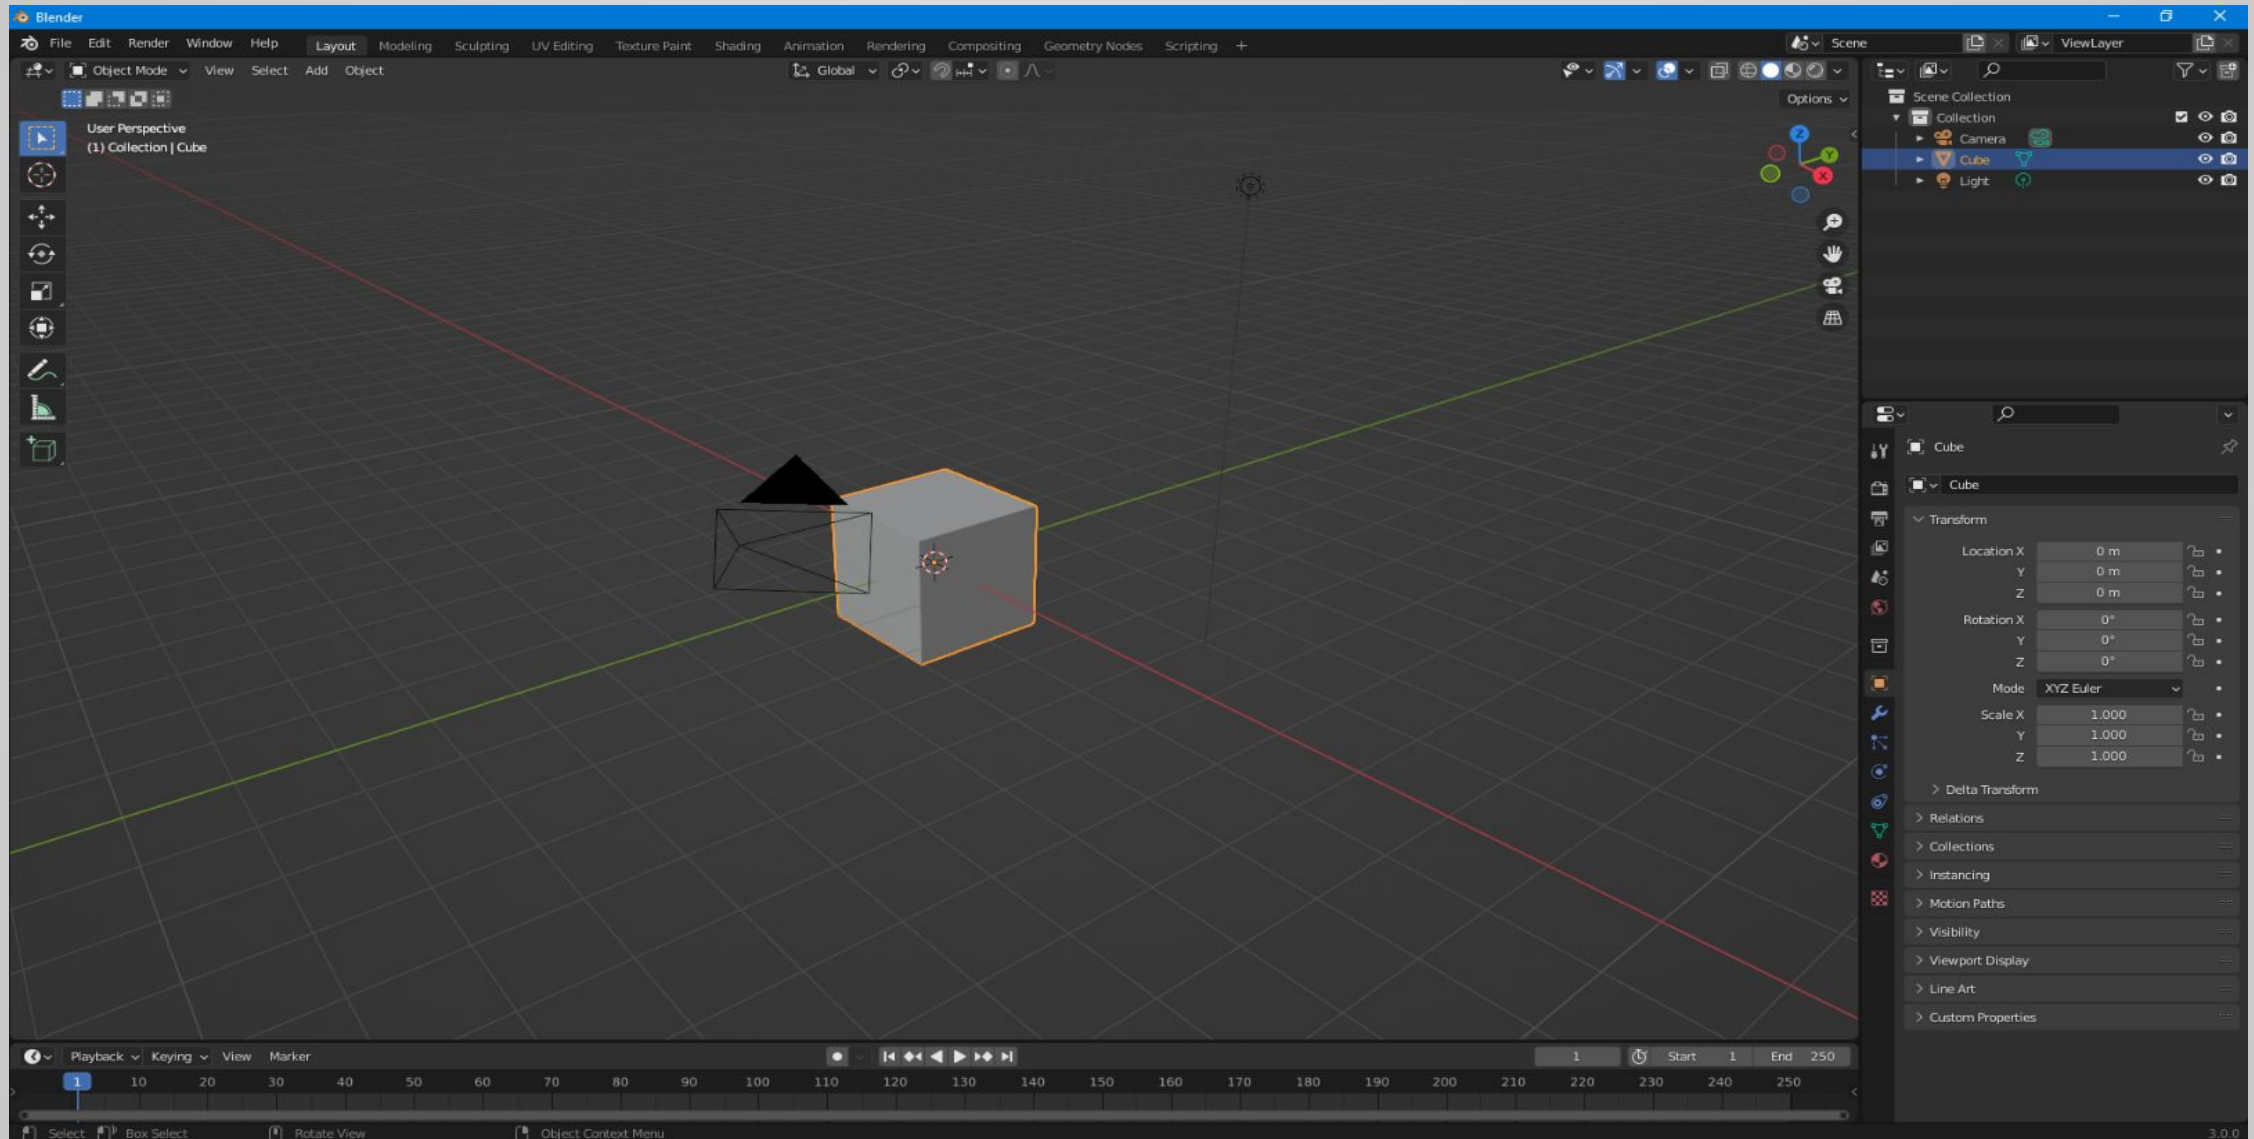 Blender
File Edit Render Window Help Layout Modeling Sculpting UV Editing Texture Paint Shading Animation Rendering Compositing Geometry Nodes Scripting + Scene ViewLayer
Object Mode View Select Add Object Global
Options
User Perspective
(1) Collection | Cube
Z
Y
X
Scene Collection
Collection
Camera
Cube
Light
Cube
Cube
Transform
Location X 0 m
Y 0 m
Z 0 m
Rotation X 0°
Y 0°
Z 0°
Mode XYZ Euler
Scale X 1.000
Y 1.000
Z 1.000
Delta Transform
Relations
Collections
Instancing
Motion Paths
Visibility
Viewport Display
Line Art
Custom Properties
Playback Keying View Marker 1 Start 1 End 250
1 10 20 30 40 50 60 70 80 90 100 110 120 130 140 150 160 170 180 190 200 210 220 230 240 250
Select Box Select Rotate View Object Context Menu 3.0.0